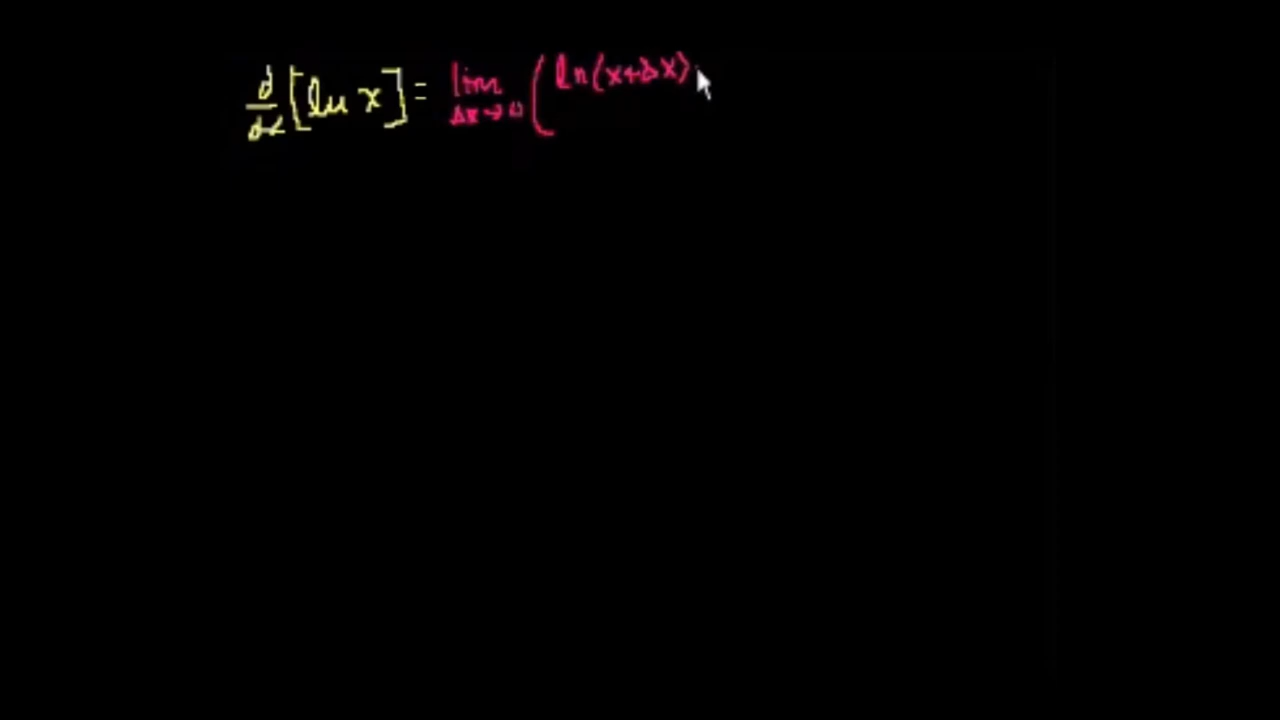 d/dx [ln x] = lim Δx→0 ( ln(x+Δx)